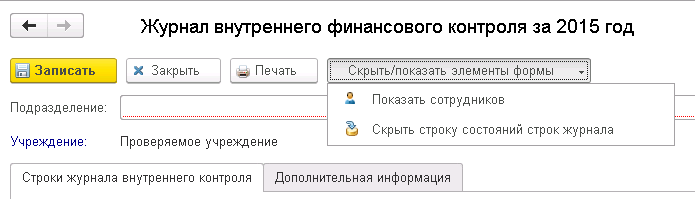 Журнал внутреннего финансового контроля за 2015 год
Записать Закрыть Печать Скрыть/показать элементы формы
Показать сотрудников
Скрыть строку состояний строк журнала
Подразделение:
Учреждение: Проверяемое учреждение
Строки журнала внутреннего контроля Дополнительная информация